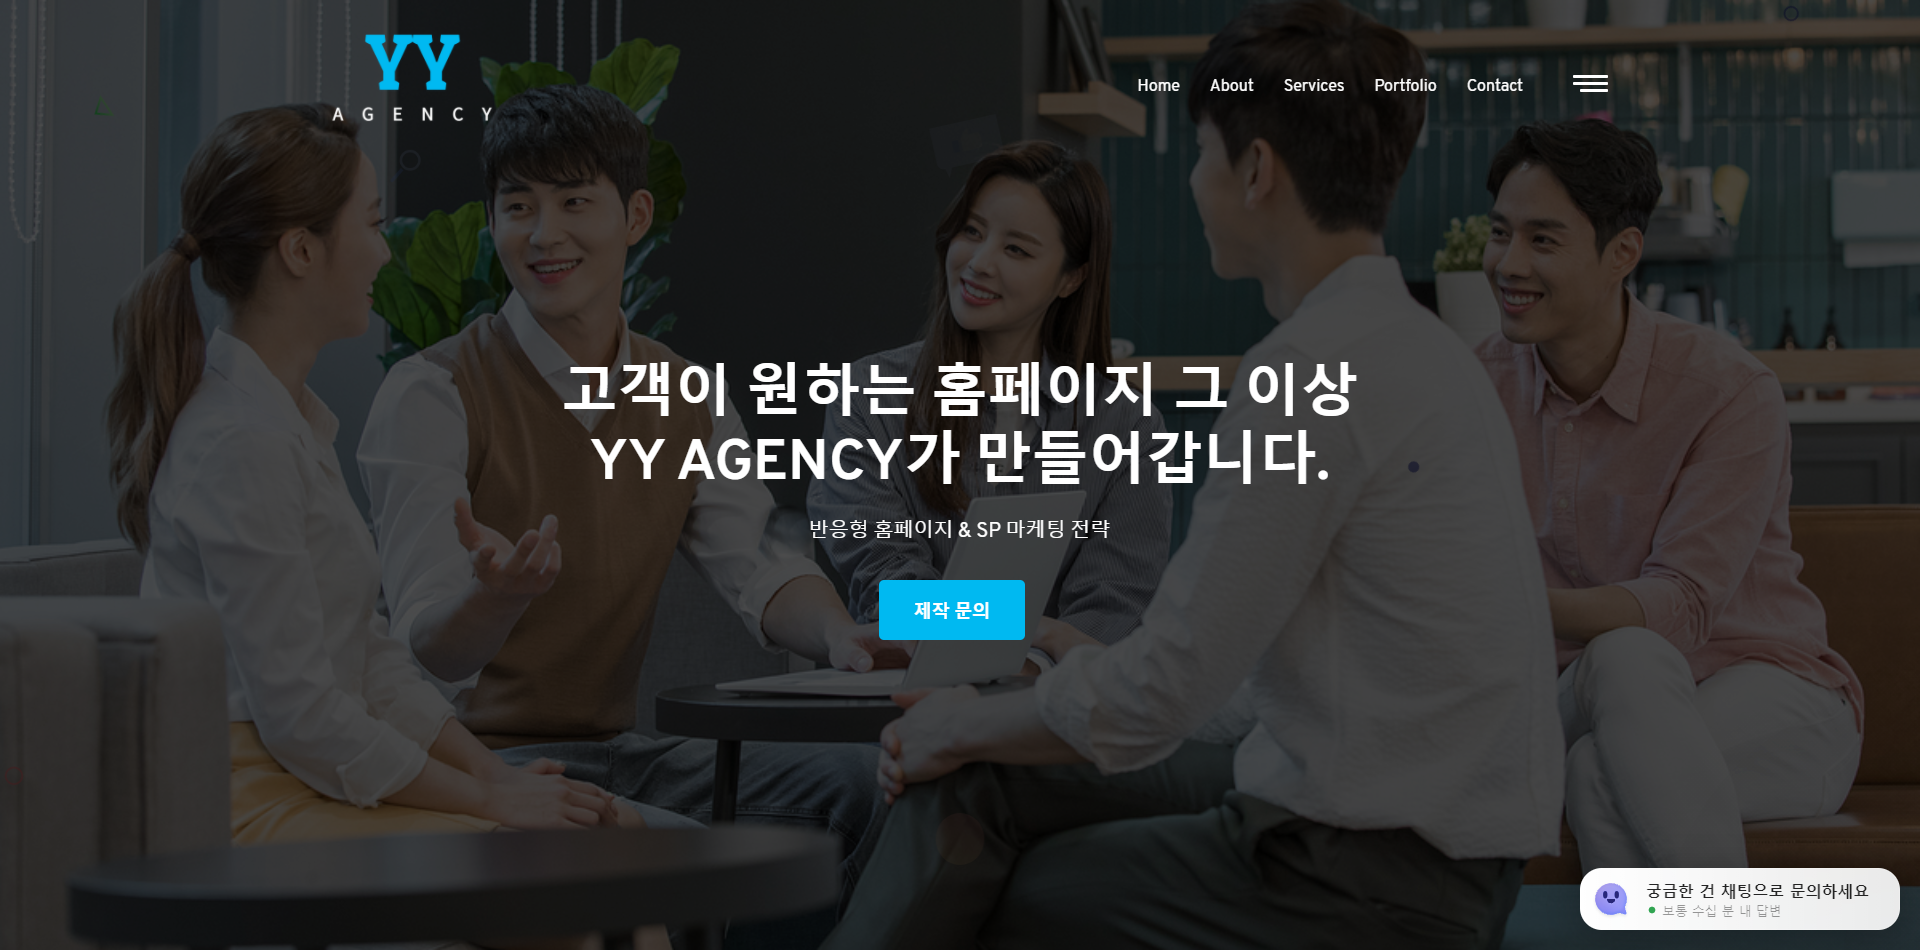 YY
AGENCY
Home About Services Portfolio Contact
고객이 원하는 홈페이지 그 이상
YY AGENCY가 만들어갑니다.
반응형 홈페이지 & SP 마케팅 전략
제작 문의
궁금한 건 채팅으로 문의하세요
보통 수십 분 내 답변